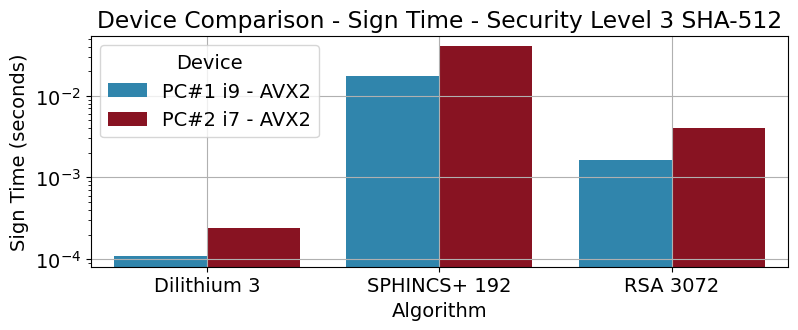 Device Comparison - Sign Time - Security Level 3 SHA-512
Sign Time (seconds)
10⁻²
10⁻³
10⁻⁴
Device
PC#1 i9 - AVX2
PC#2 i7 - AVX2
Dilithium 3
SPHINCS+ 192
RSA 3072
Algorithm